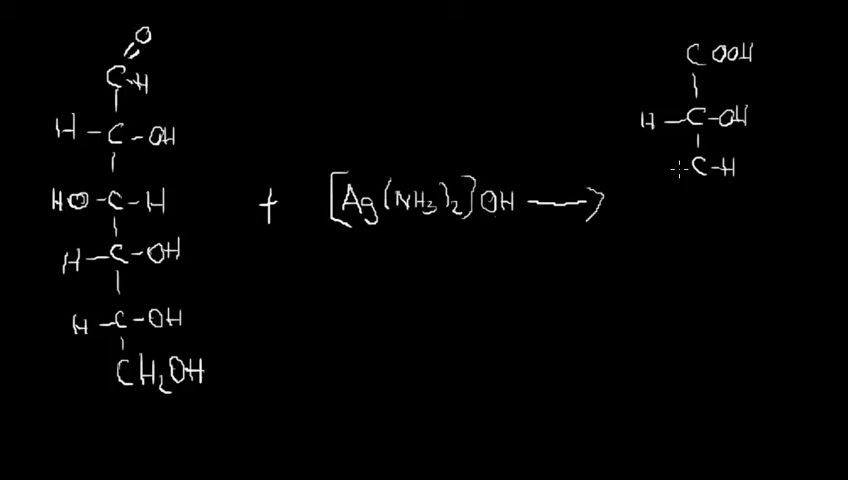 O
C-H
H-C-OH
HO-C-H
H-C-OH
H-C-OH
CH₂OH
+ [Ag(NH₃)₂]OH ⟶
COOH
H-C-OH
C-H